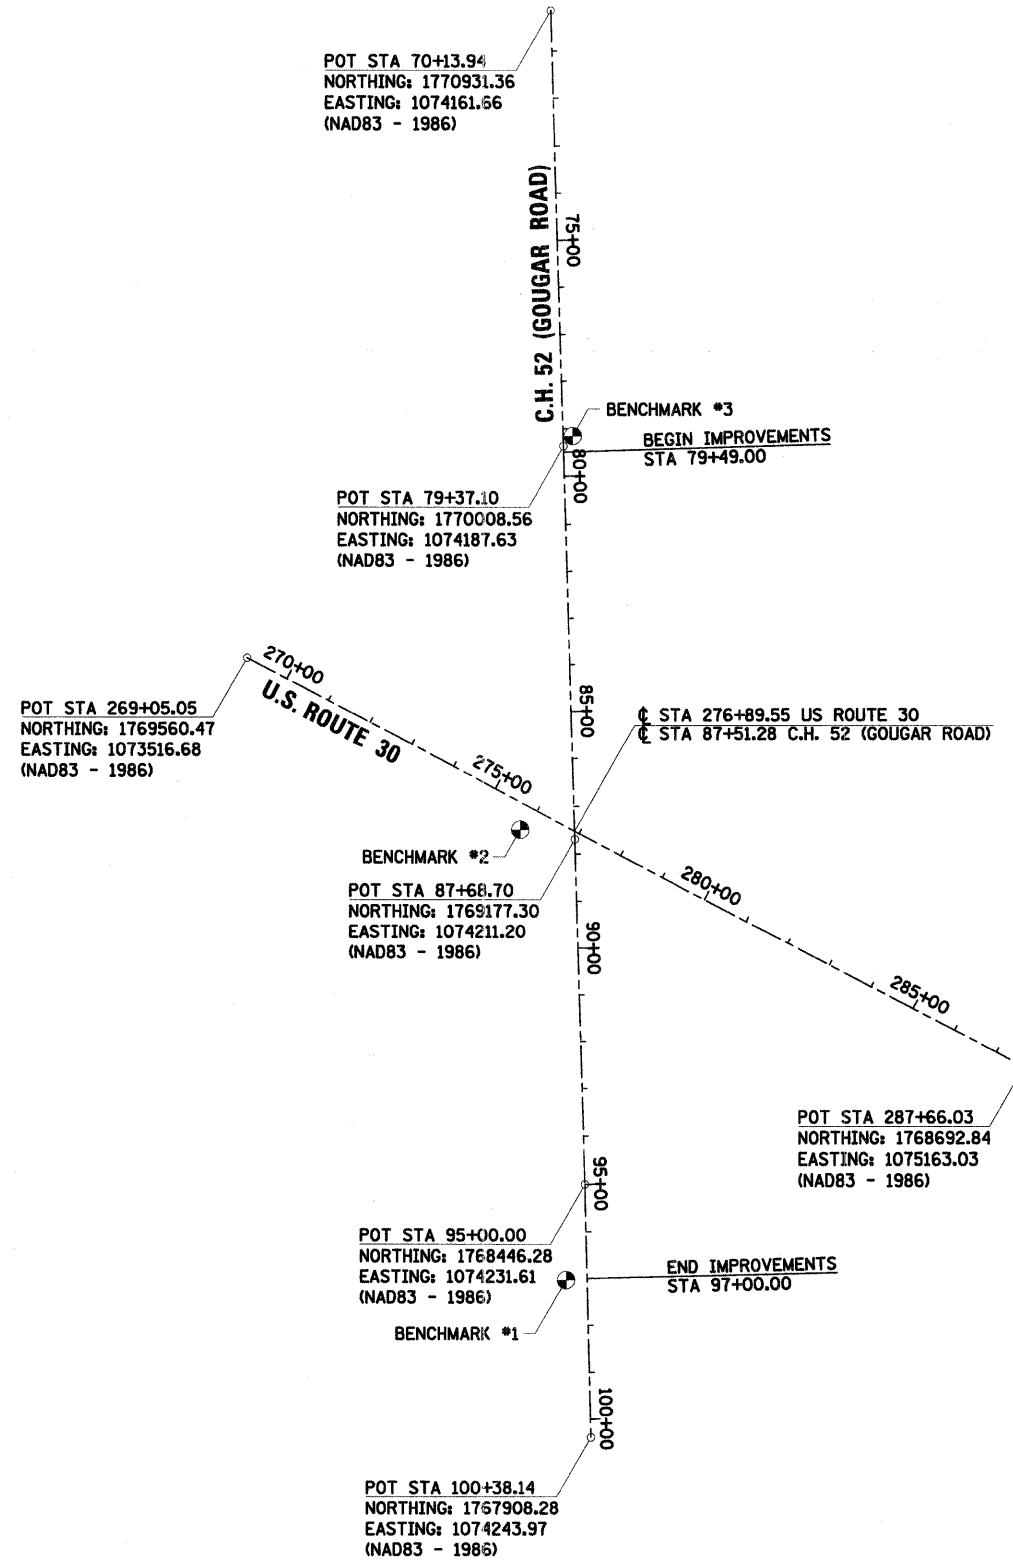 POT STA 70+13.94
NORTHING: 1770931.36
EASTING: 1074161.66
(NAD83 - 1986)
C.H. 52 (GOUGAR ROAD)
75+00
BENCHMARK #3
BEGIN IMPROVEMENTS
STA 79+49.00
80+00
POT STA 79+37.10
NORTHING: 1770008.56
EASTING: 1074187.63
(NAD83 - 1986)
270+00
U.S. ROUTE 30
POT STA 269+05.05
NORTHING: 1769560.47
EASTING: 1073516.68
(NAD83 - 1986)
85+00
℄ STA 276+89.55 US ROUTE 30
℄ STA 87+51.28 C.H. 52 (GOUGAR ROAD)
275+00
BENCHMARK #2
POT STA 87+68.70
NORTHING: 1769177.30
EASTING: 1074211.20
(NAD83 - 1986)
280+00
90+00
285+00
POT STA 287+66.03
NORTHING: 1768692.84
EASTING: 1075163.03
(NAD83 - 1986)
95+00
POT STA 95+00.00
NORTHING: 1768446.28
EASTING: 1074231.61
(NAD83 - 1986)
END IMPROVEMENTS
STA 97+00.00
BENCHMARK #1
100+00
POT STA 100+38.14
NORTHING: 1767908.28
EASTING: 1074243.97
(NAD83 - 1986)